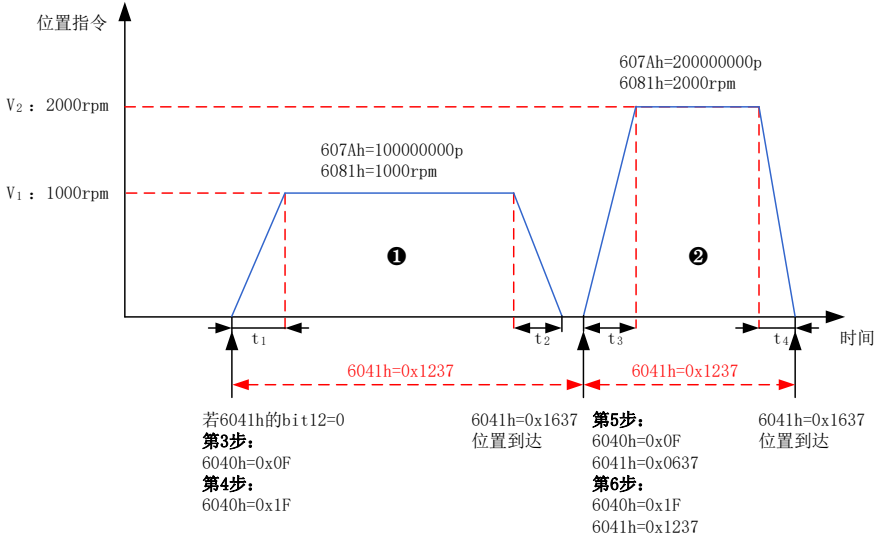 位置指令
607Ah=200000000p
6081h=2000rpm
V₂：2000rpm
607Ah=100000000p
6081h=1000rpm
V₁：1000rpm
❶
❷
t₁
t₂
t₃
t₄
时间
6041h=0x1237
6041h=0x1237
若6041h的bit12=0
第3步：
6040h=0x0F
第4步：
6040h=0x1F
6041h=0x1637
位置到达
第5步：
6040h=0x0F
6041h=0x0637
第6步：
6040h=0x1F
6041h=0x1237
6041h=0x1637
位置到达